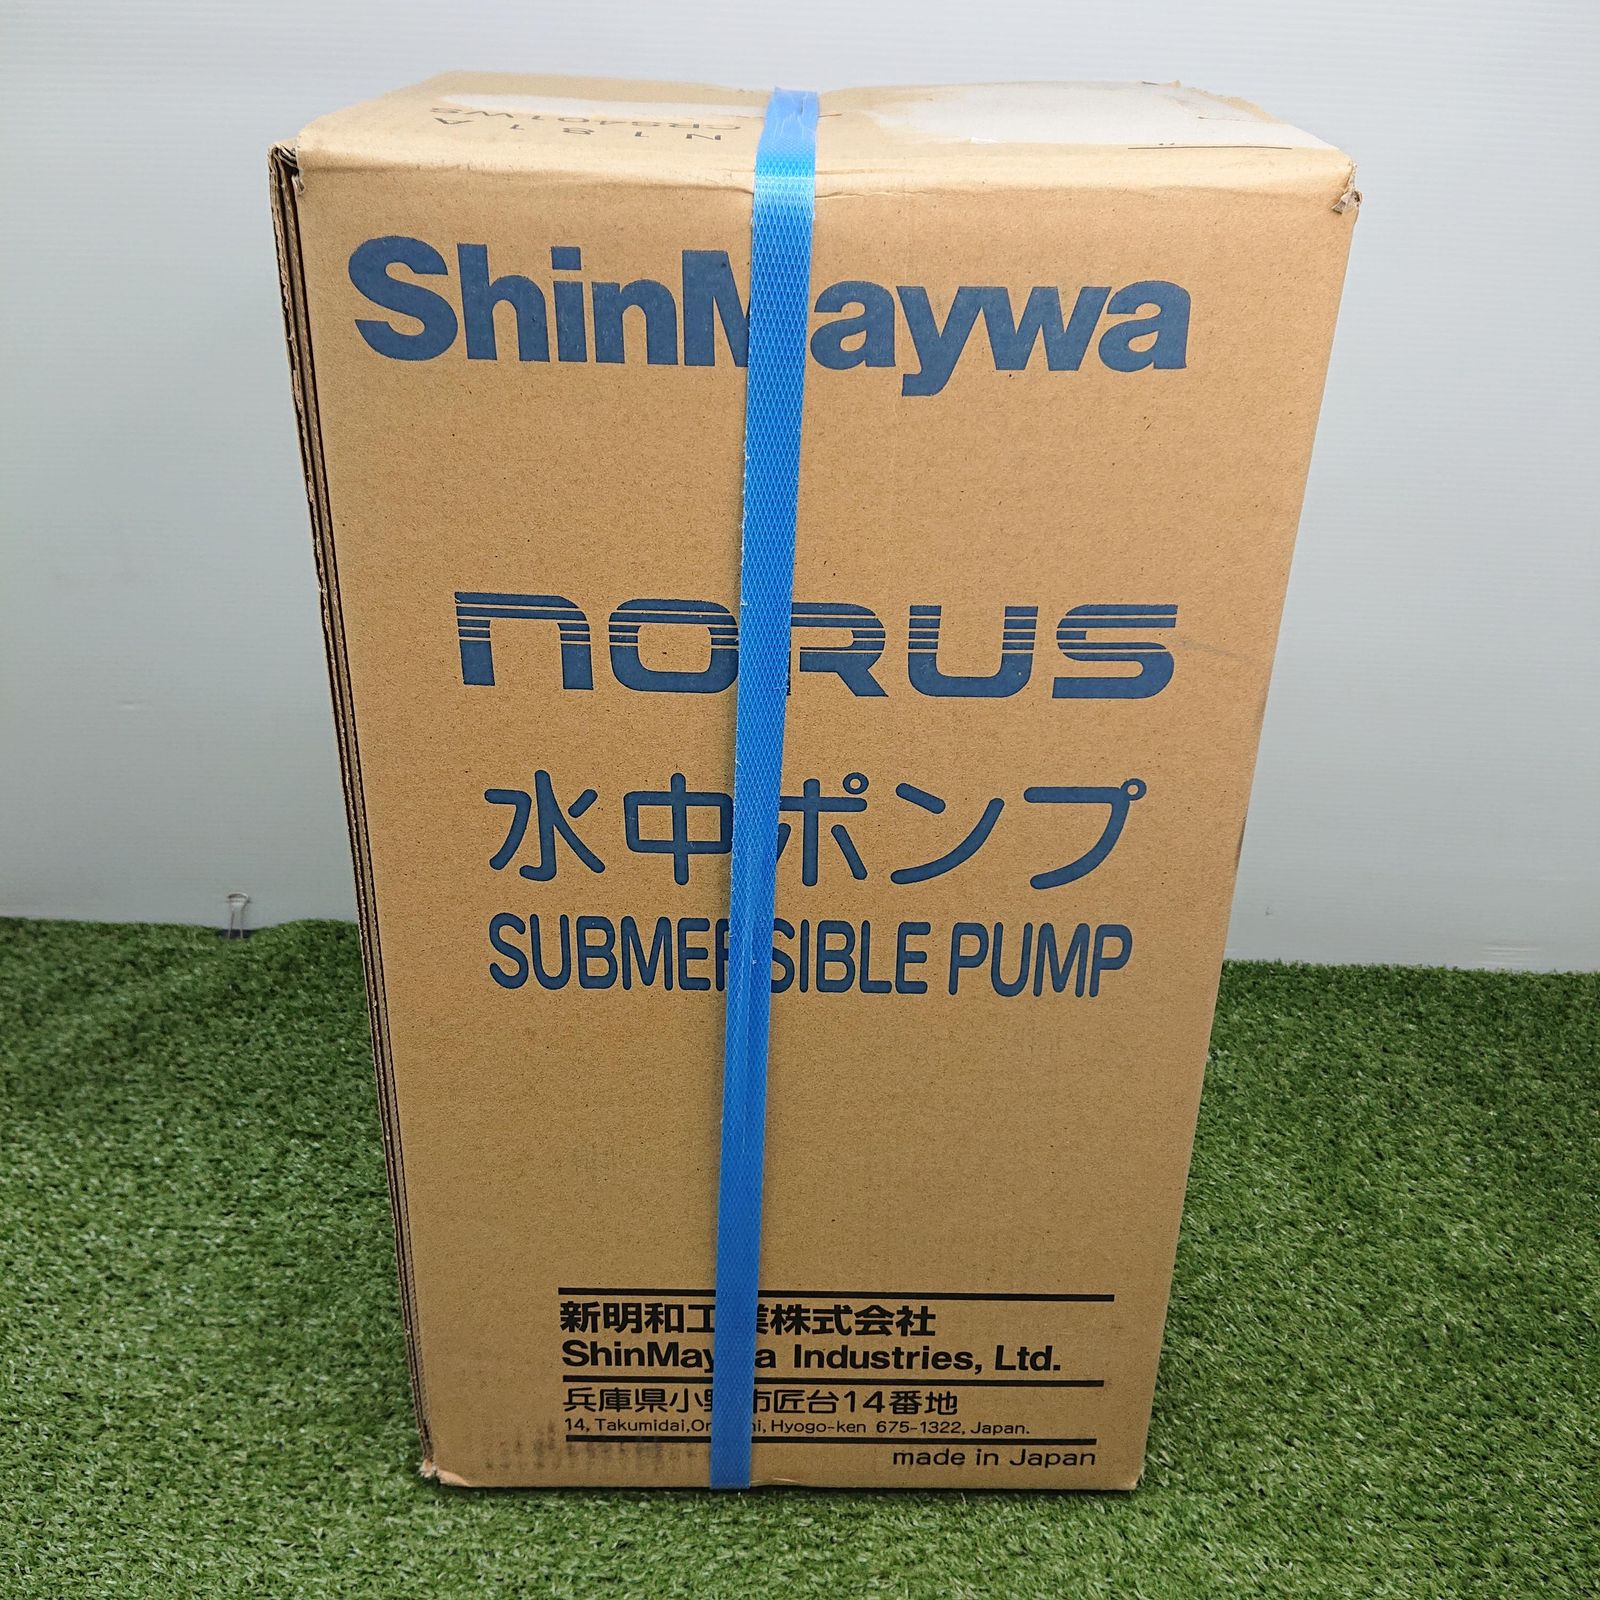 N181A
CRS401WS
ShinMaywa
NORUS
水中ポンプ
SUBMERSIBLE PUMP
新明和工業株式会社
ShinMaywa Industries, Ltd.
兵庫県小野市匠台14番地
14, Takumidai, Hyogo-ken 675-1322, Japan.
made in Japan